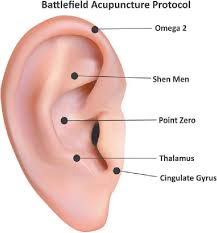 Battlefield Acupuncture Protocol
Omega 2
Shen Men
Point Zero
Thalamus
Cingulate Gyrus